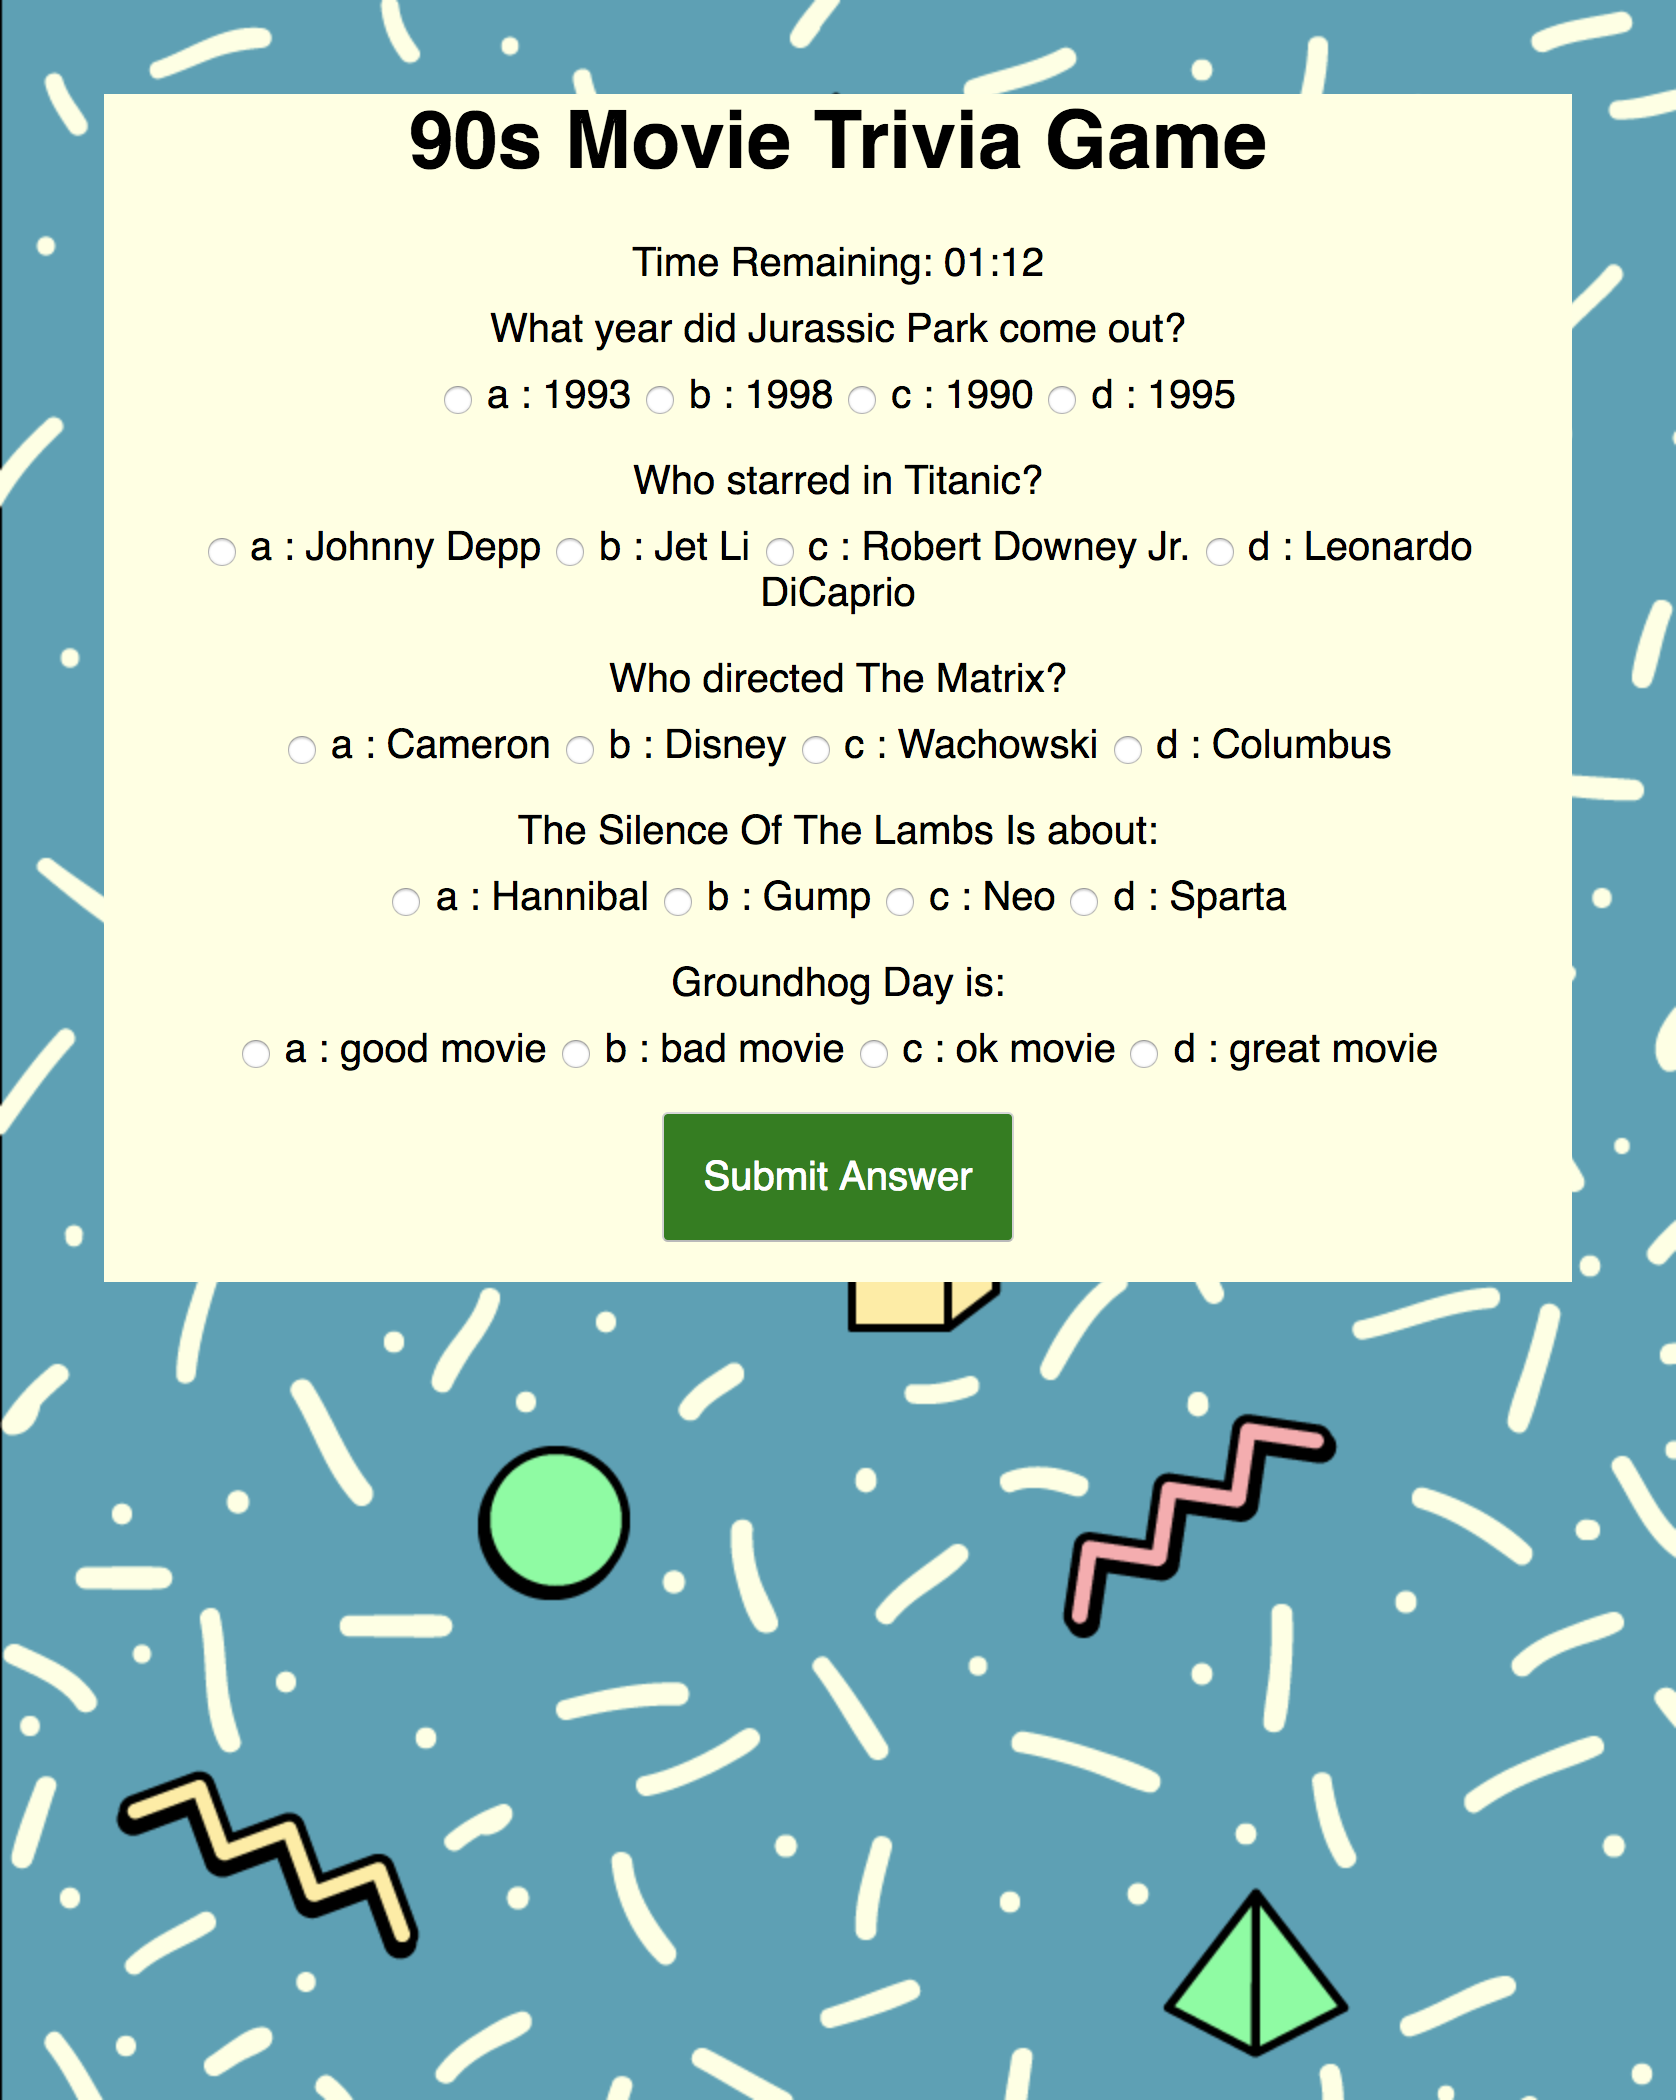 90s Movie Trivia Game
Time Remaining: 01:12
What year did Jurassic Park come out?
a : 1993 b : 1998 c : 1990 d : 1995
Who starred in Titanic?
a : Johnny Depp b : Jet Li c : Robert Downey Jr. d : Leonardo
DiCaprio
Who directed The Matrix?
a : Cameron b : Disney c : Wachowski d : Columbus
The Silence Of The Lambs Is about:
a : Hannibal b : Gump c : Neo d : Sparta
Groundhog Day is:
a : good movie b : bad movie c : ok movie d : great movie
Submit Answer